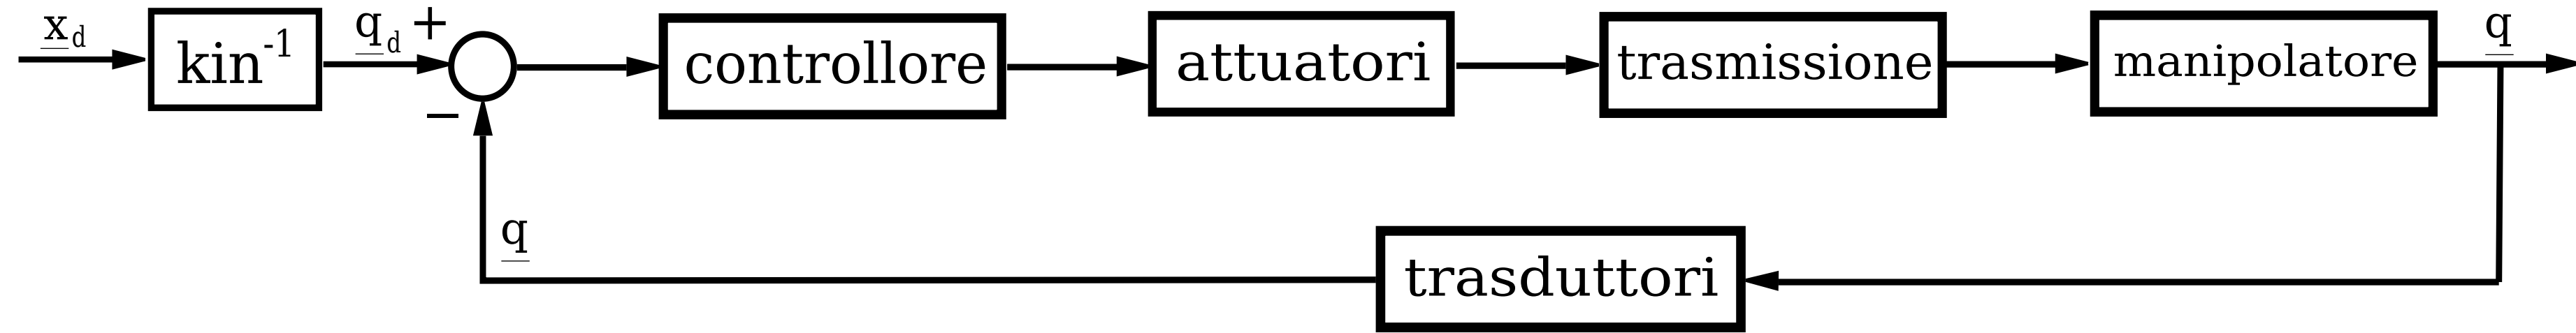 x_d
kin^-1
q_d
+
−
controllore
attuatori
trasmissione
manipolatore
q
q
trasduttori